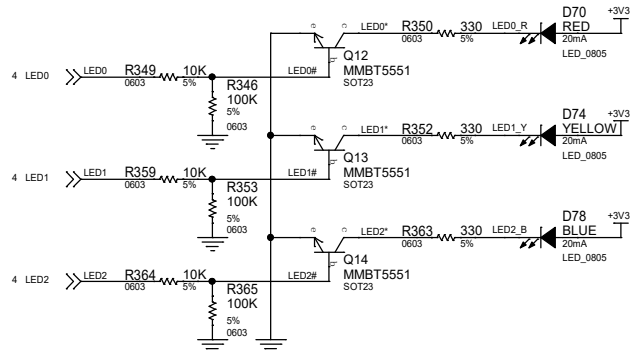 D70
RED
20mA
LED_0805
+3V3
e
c
b
LED0*
R350
0603
330
5%
LED0_R
Q12
MMBT5551
SOT23
4 LED0
LED0
R349
0603
10K
5%
LED0#
R346
100K
5%
0603
D74
YELLOW
20mA
LED_0805
+3V3
e
c
b
LED1*
R352
0603
330
5%
LED1_Y
Q13
MMBT5551
SOT23
4 LED1
LED1
R359
0603
10K
5%
LED1#
R353
100K
5%
0603
D78
BLUE
20mA
LED_0805
+3V3
e
c
b
LED2*
R363
0603
330
5%
LED2_B
Q14
MMBT5551
SOT23
4 LED2
LED2
R364
0603
10K
5%
LED2#
R365
100K
5%
0603